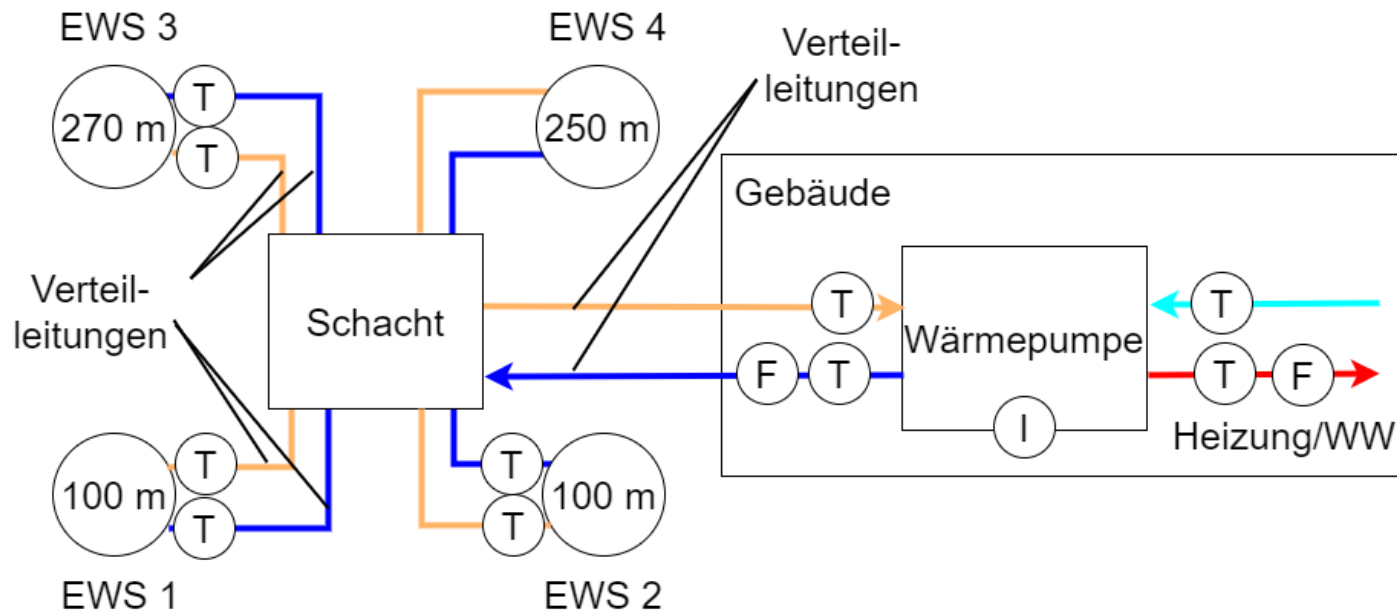 EWS 3
EWS 4
Verteil-
leitungen
T
270 m
T
250 m
Gebäude
Verteil-
leitungen
Schacht
T
Wärmepumpe
T
F
T
T
F
I
Heizung/WW
T
100 m
T
T
100 m
T
EWS 1
EWS 2